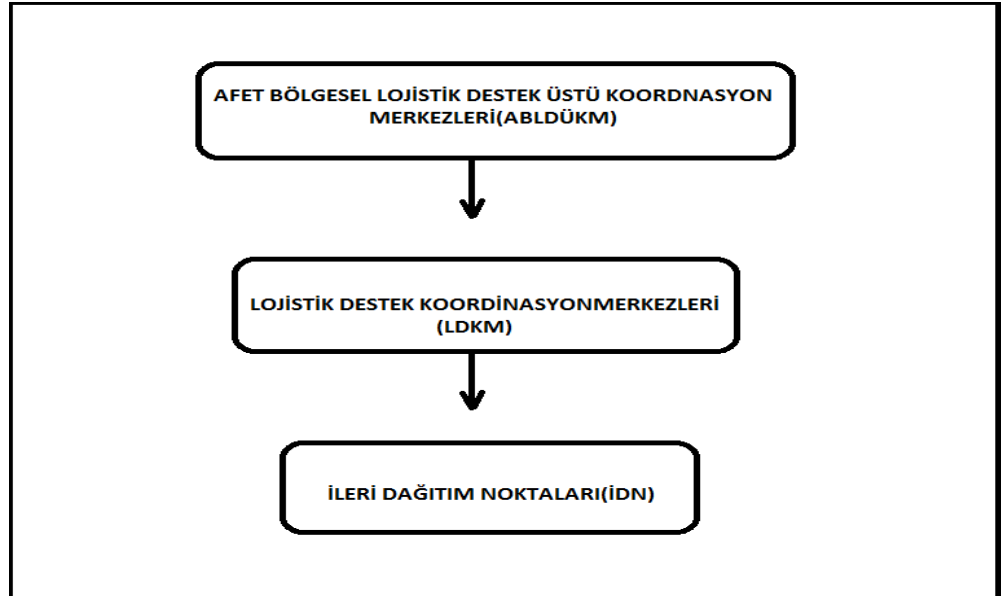 AFET BÖLGESEL LOJİSTİK DESTEK ÜSTÜ KOORDNASYON
MERKEZLERİ(ABLDÜKM)
LOJİSTİK DESTEK KOORDİNASYONMERKEZLERİ
(LDKM)
İLERİ DAĞITIM NOKTALARI(İDN)